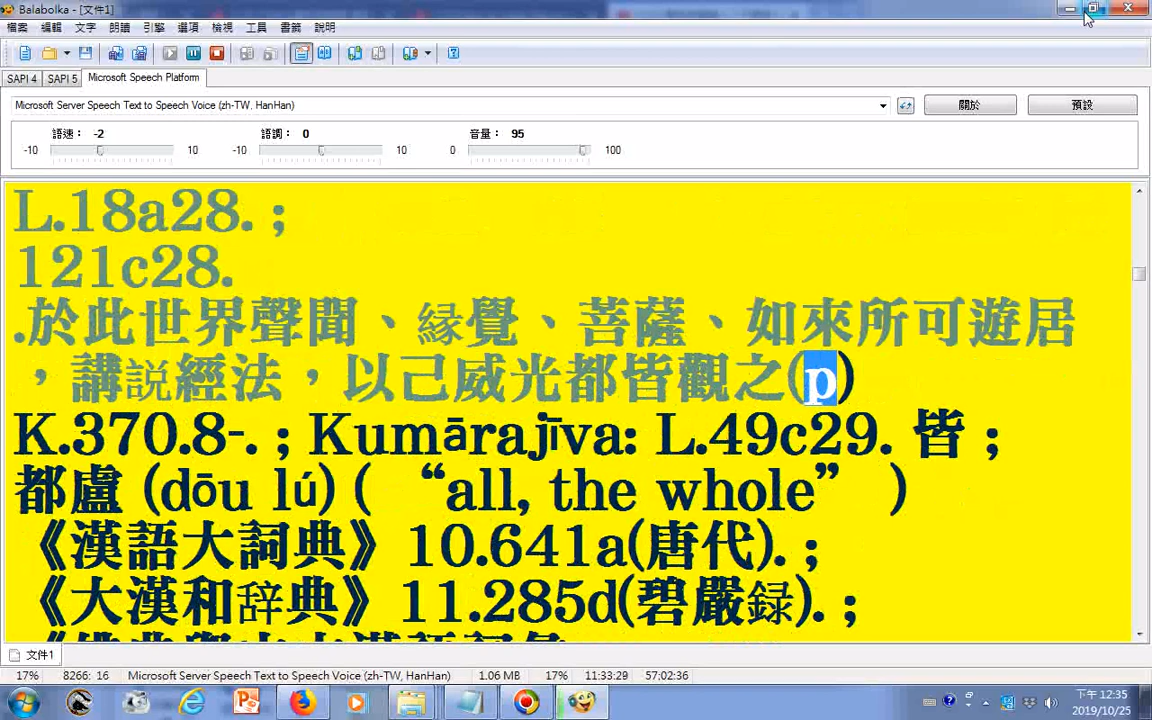 Balabolka - [文件1]
檔案 編輯 文字 朗讀 引擎 選項 檢視 工具 書籤 說明
SAPI 4 SAPI 5 Microsoft Speech Platform
Microsoft Server Speech Text to Speech Voice (zh-TW, HanHan) 關於 預設
語速： -2 語調： 0 音量： 95
-10 10 -10 10 0 100
L.18a28. ;
121c28.
.於此世界聲聞、縁覺、菩薩、如來所可遊居
，講説經法，以己威光都皆觀之(p)
K.370.8-. ; Kumārajīva: L.49c29. 皆 ;
都盧 (dōu lú) ( “all, the whole” )
《漢語大詞典》 10.641a(唐代). ;
《大漢和辞典》 11.285d(碧嚴録). ;
文件1
17% 8266: 16 Microsoft Server Speech Text to Speech Voice (zh-TW, HanHan) 1.06 MB 17% 11:33:29 57:02:36
下午 12:35
2019/10/25